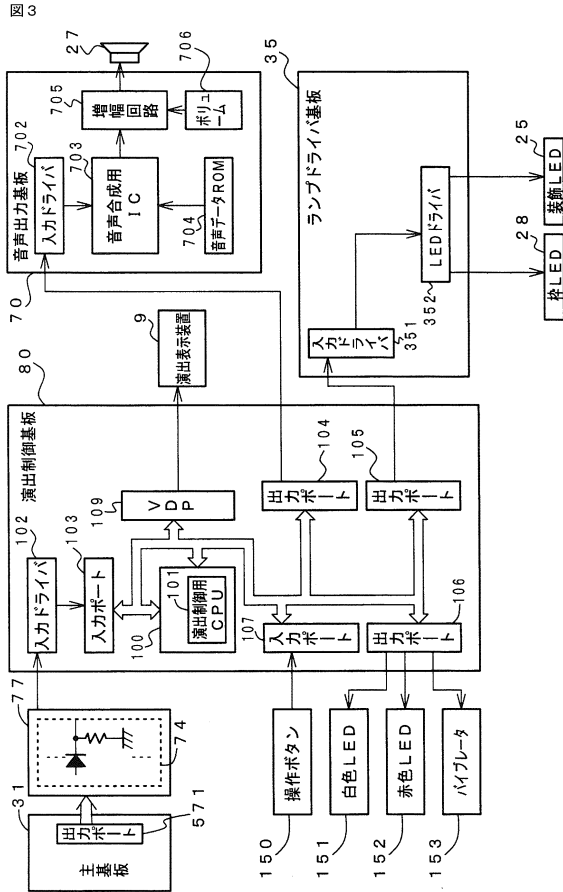 図3
31
主基板
出力ポート
571
77
74
80
演出制御基板
102
入力ドライバ
103
入力ポート
109
VDP
100
101
演出制御用
CPU
107
入力ポート
106
出力ポート
104
出力ポート
105
出力ポート
9
演出表示装置
150
操作ボタン
151
白色LED
152
赤色LED
153
バイブレータ
70
音声出力基板
702
入力ドライバ
703
音声合成用
IC
704
音声データROM
705
増幅
回路
706
ボリュ
ーム
27
35
ランプドライバ基板
351
入力ドライバ
352
LEDドライバ
28
枠LED
25
装飾LED